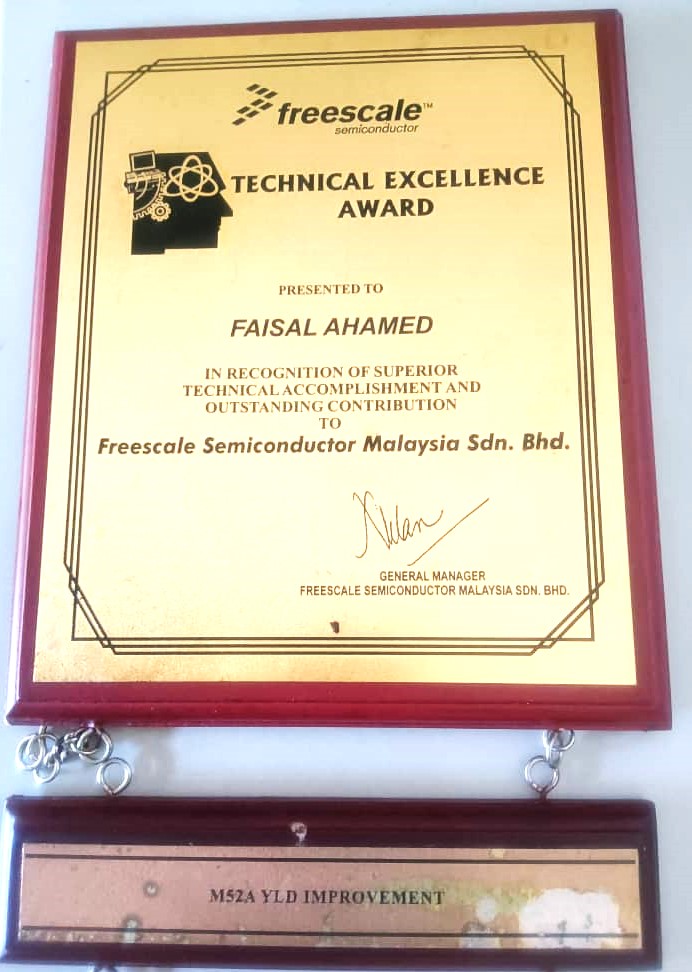 freescale™
semiconductor
TECHNICAL EXCELLENCE
AWARD
PRESENTED TO
FAISAL AHAMED
IN RECOGNITION OF SUPERIOR
TECHNICAL ACCOMPLISHMENT AND
OUTSTANDING CONTRIBUTION
TO
Freescale Semiconductor Malaysia Sdn. Bhd.
GENERAL MANAGER
FREESCALE SEMICONDUCTOR MALAYSIA SDN. BHD.
M52A YLD IMPROVEMENT